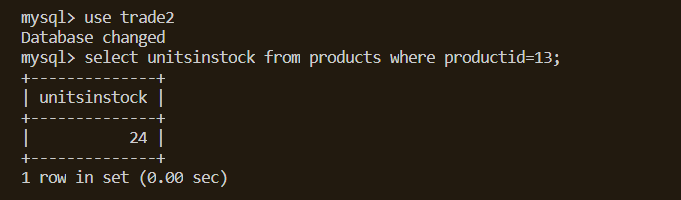 mysql> use trade2
Database changed
mysql> select unitsinstock from products where productid=13;
+--------------+
| unitsinstock |
+--------------+
|           24 |
+--------------+
1 row in set (0.00 sec)